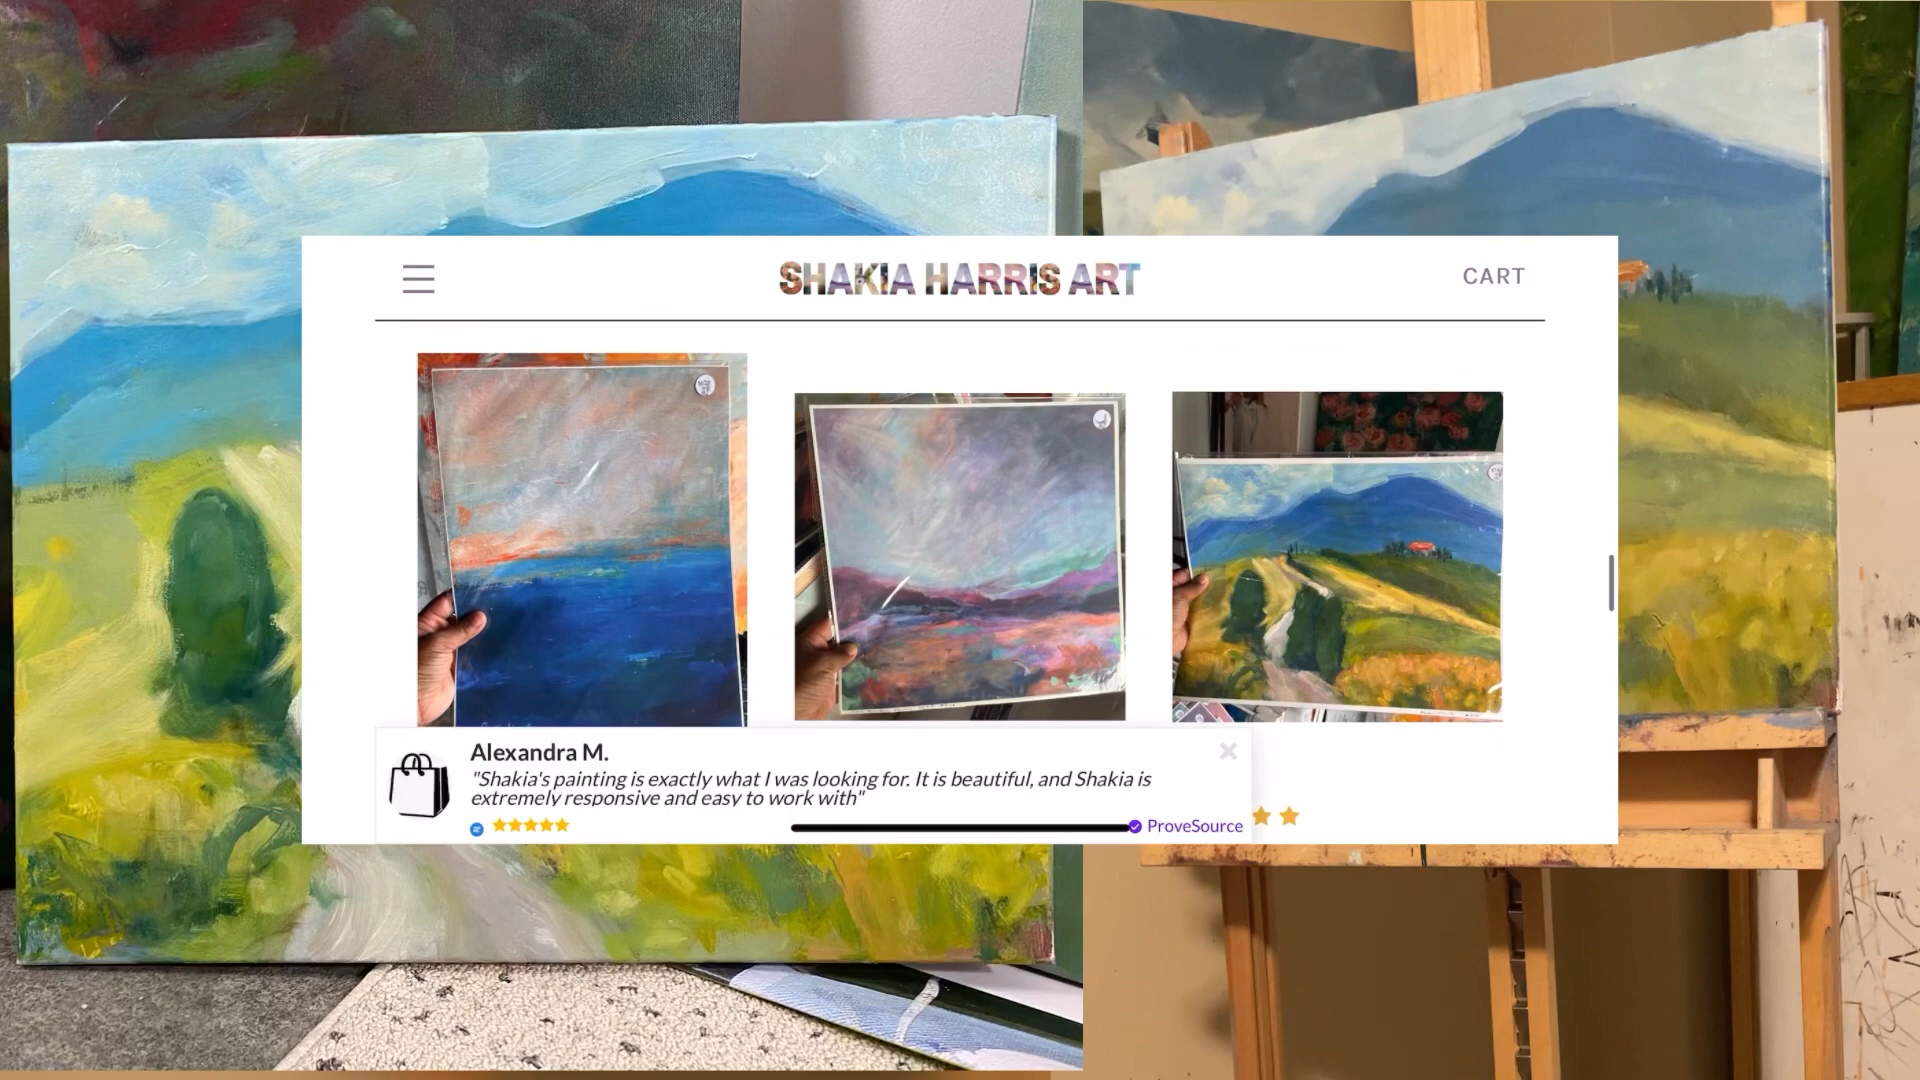 SHAKIA HARRIS ART
CART
Alexandra M.
"Shakia's painting is exactly what I was looking for. It is beautiful, and Shakia is
extremely responsive and easy to work with"
ProveSource